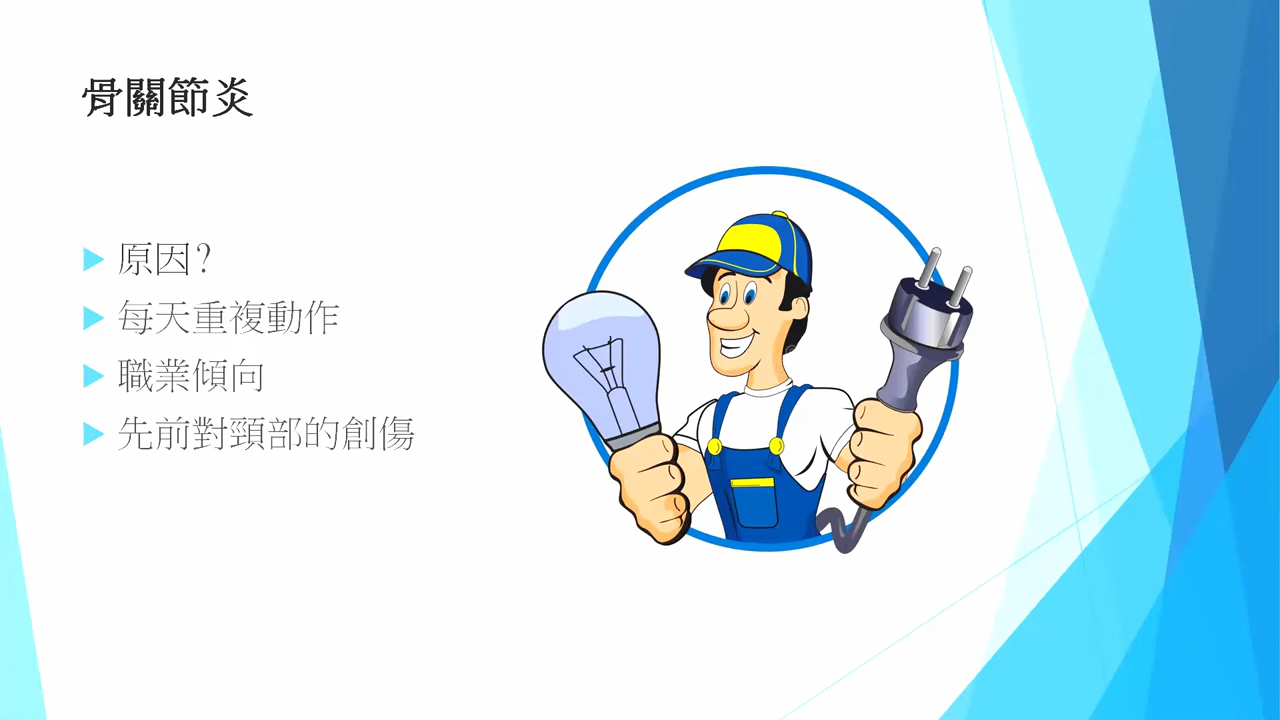 骨關節炎
原因?
每天重複動作
職業傾向
先前對頸部的創傷